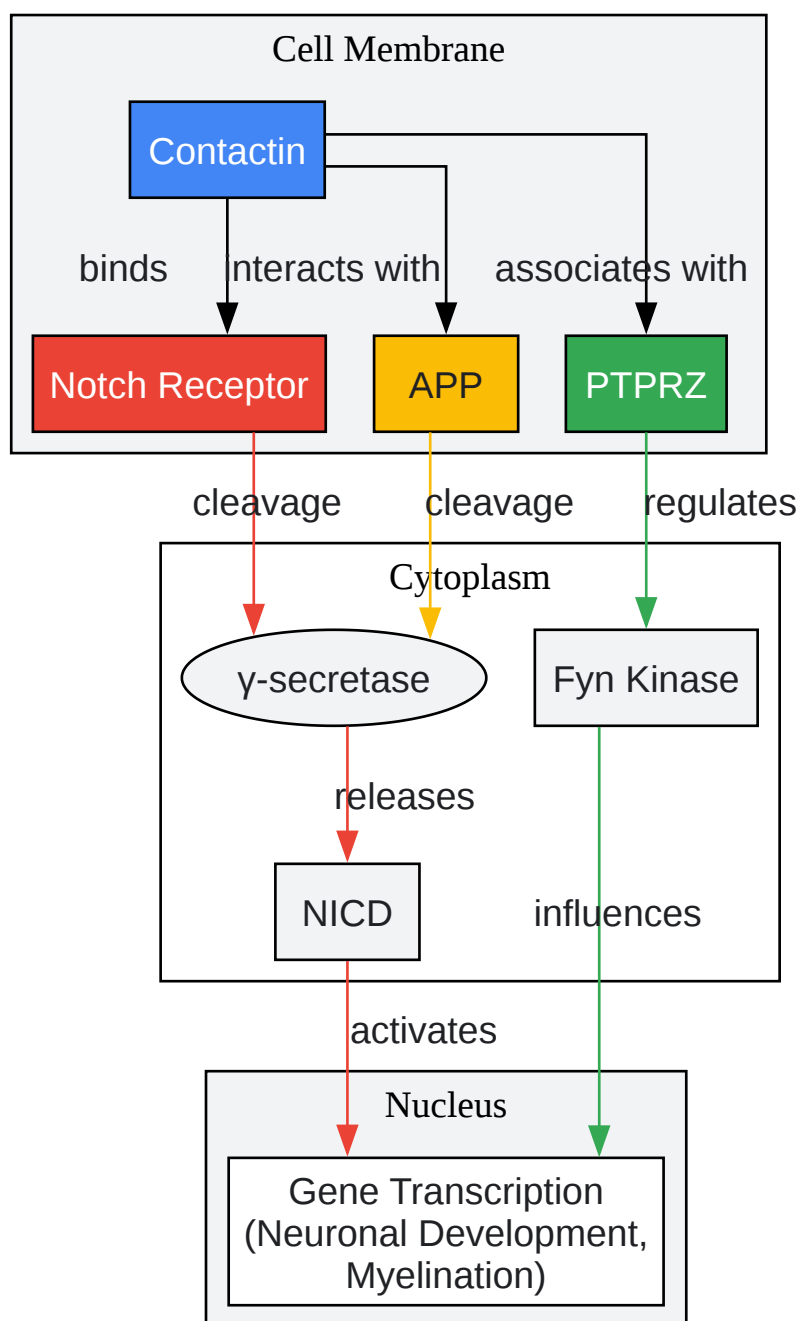 Cell Membrane
Contactin
binds
interacts with
associates with
Notch Receptor
APP
PTPRZ
cleavage
cleavage
regulates
Cytoplasm
γ-secretase
Fyn Kinase
releases
NICD
influences
activates
Nucleus
Gene Transcription
(Neuronal Development,
Myelination)